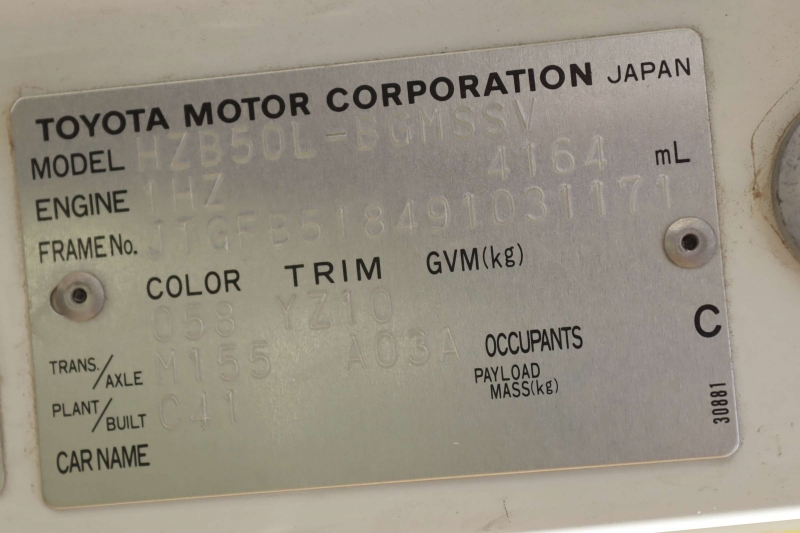 TOYOTA MOTOR CORPORATION JAPAN
MODEL HZB50L-BGMSSV
ENGINE 1HZ 4164 mL
FRAME No. JTGFB518491031171
COLOR TRIM GVM(kg)
058 YZ10
TRANS./AXLE M155 A03A OCCUPANTS C
PLANT/BUILT C41 PAYLOAD MASS(kg) 30881
CAR NAME